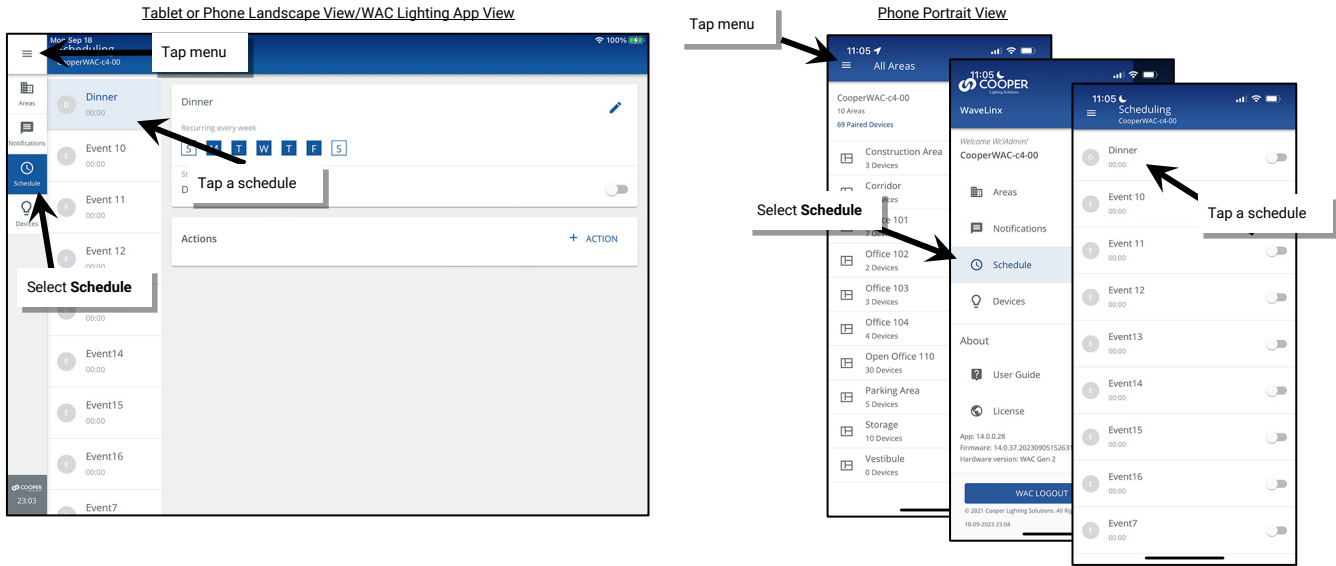 Tablet or Phone Landscape View/WAC Lighting App View
Mon Sep 18
100%
Scheduling
CooperWAC-c4-00
Tap menu
Areas
Notifications
Schedule
Devices
Select Schedule
COOPER
23:03
D
Dinner
00:00
E
Event 10
00:00
E
Event 11
00:00
E
Event 12
00:00
E
00:00
E
Event14
00:00
E
Event15
00:00
E
Event16
00:00
Event7
Dinner
Recurring every week
S M T W T F S
St
D
Tap a schedule
Actions
+ ACTION
Phone Portrait View
Tap menu
11:05
All Areas
CooperWAC-c4-00
10 Areas
69 Paired Devices
Construction Area
3 Devices
Corridor
Select Schedule
ce 101
Office 102
2 Devices
Office 103
3 Devices
Office 104
4 Devices
Open Office 110
30 Devices
Parking Area
5 Devices
Storage
10 Devices
Vestibule
0 Devices
11:05
COOPER
Lighting Solutions
WaveLinx
Welcome WclAdmin!
CooperWAC-c4-00
Areas
Notifications
Schedule
Devices
About
User Guide
License
App: 14.0.0.28
Firmware: 14.0.37.20230905152631
Hardware version: WAC Gen 2
WAC LOGOUT
© 2021 Cooper Lighting Solutions. All Rig
18-09-2023 23:04
11:05
Scheduling
CooperWAC-c4-00
D
Dinner
00:00
Tap a schedule
E
Event 10
00:00
E
Event 11
00:00
E
Event 12
00:00
E
Event13
00:00
E
Event14
00:00
E
Event15
00:00
E
Event16
00:00
E
Event7
00:00